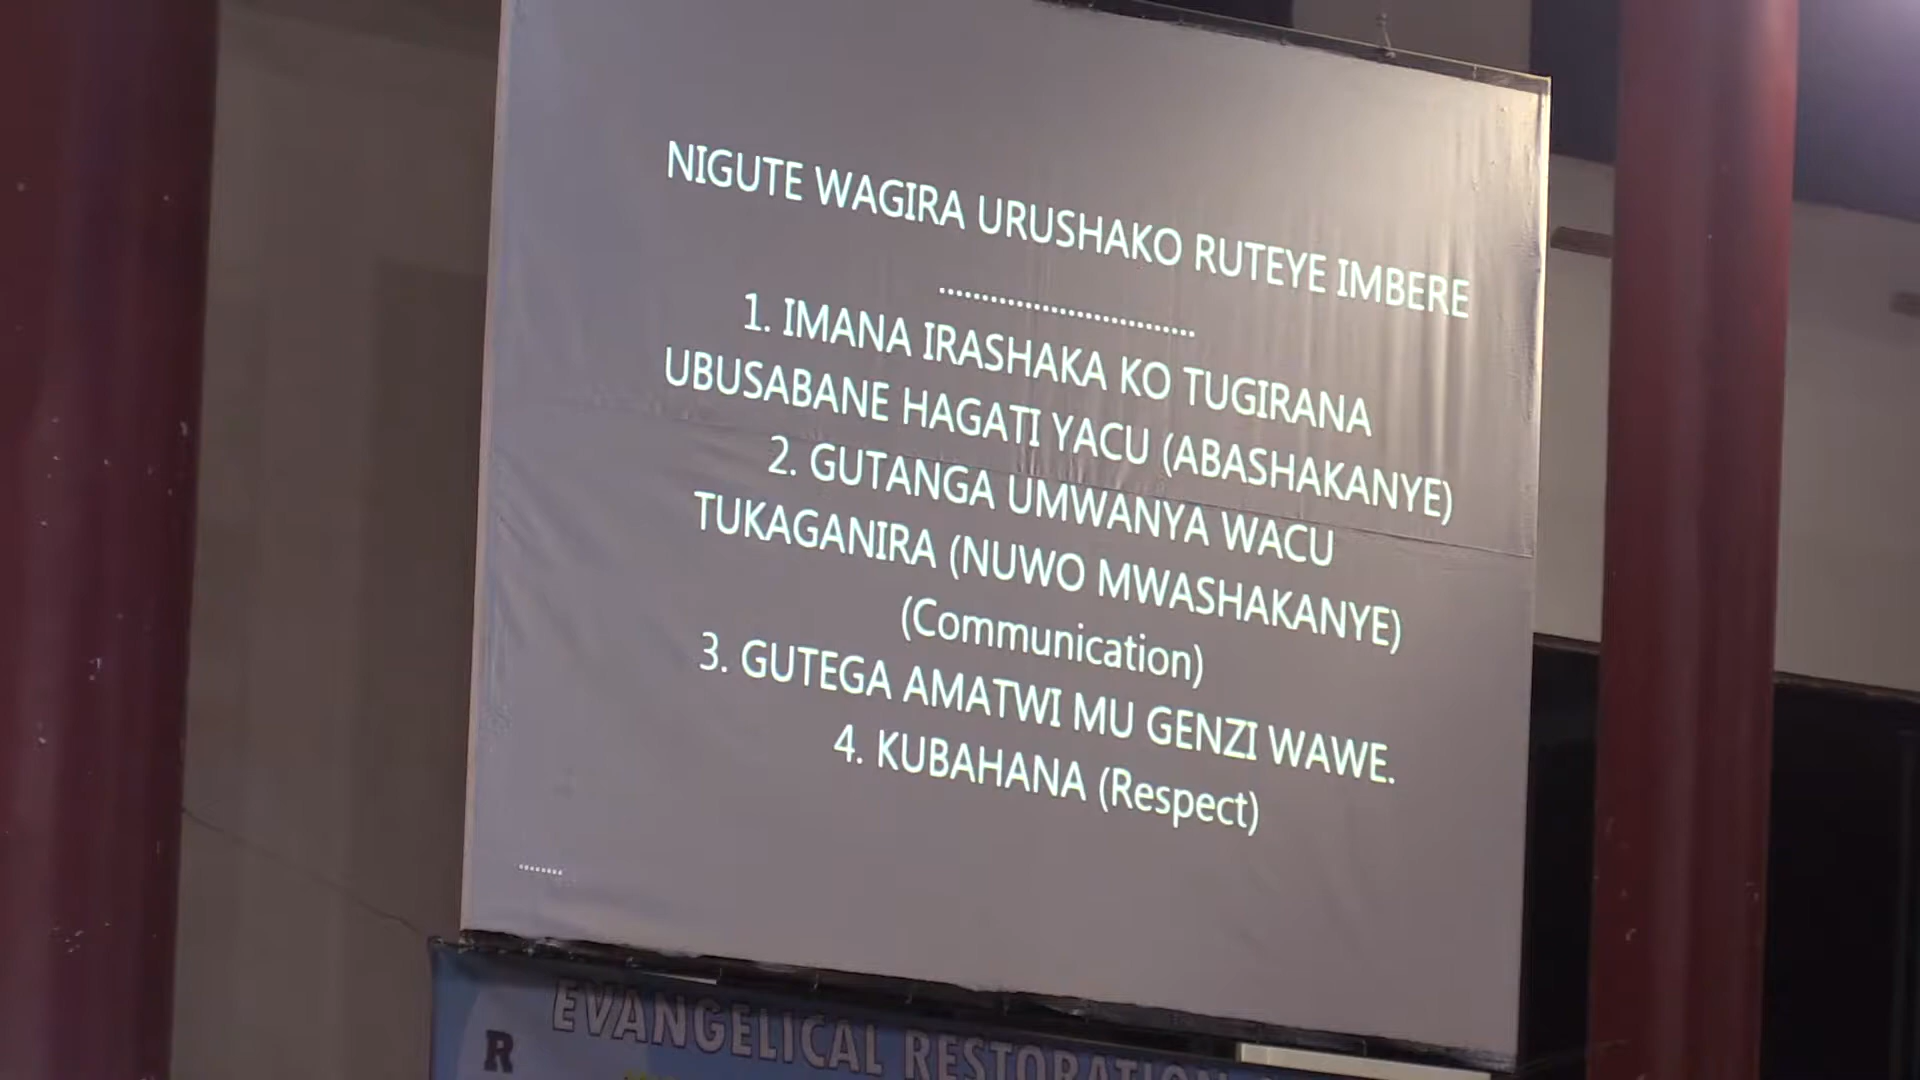 NIGUTE WAGIRA URUSHAKO RUTEYE IMBERE
..............................
1. IMANA IRASHAKA KO TUGIRANA
UBUSABANE HAGATI YACU (ABASHAKANYE)
2. GUTANGA UMWANYA WACU
TUKAGANIRA (NUWO MWASHAKANYE)
(Communication)
3. GUTEGA AMATWI MU GENZI WAWE.
4. KUBAHANA (Respect)
........
EVANGELICAL
R